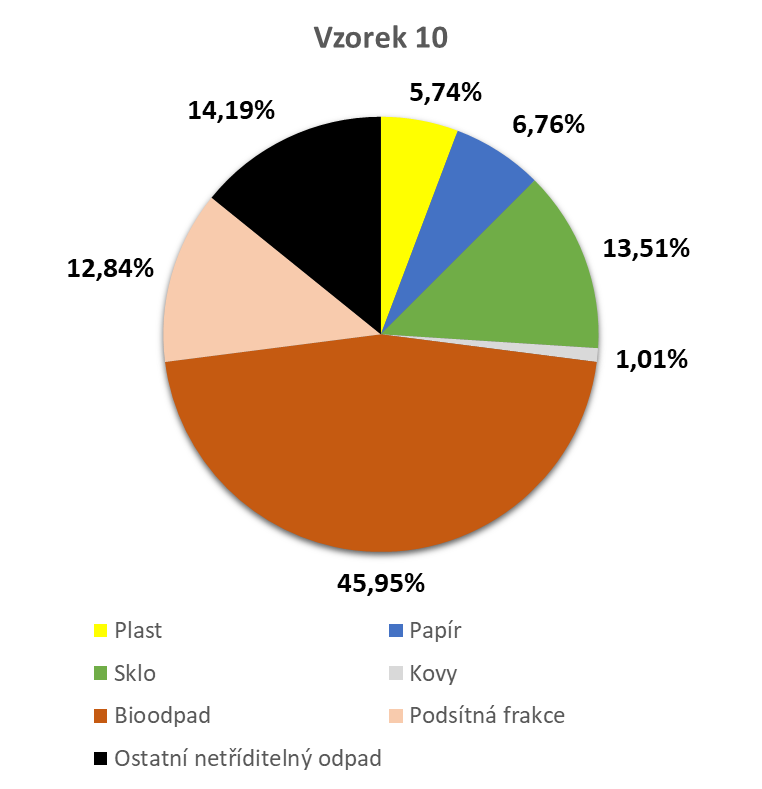 Vzorek 10
5,74%
6,76%
13,51%
1,01%
45,95%
12,84%
14,19%
Plast
Papír
Sklo
Kovy
Bioodpad
Podsítná frakce
Ostatní netříditelný odpad